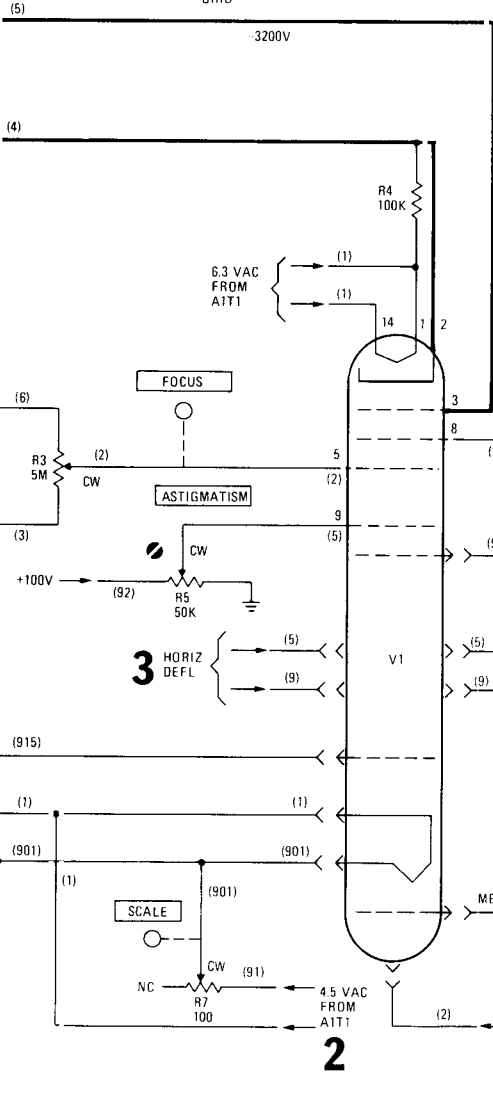 (5)
-3200V
(4)
R4
100K
(1)
6.3 VAC
FROM
A1T1
(1)
14
1
2
FOCUS
3
(6)
8
R3
5M
(2)
CW
5
(2)
ASTIGMATISM
9
(5)
(3)
CW
+100V
(92)
R5
50K
3
HORIZ
DEFL
(5)
(9)
V1
(5)
(9)
(915)
(1)
(1)
(901)
(901)
(1)
(901)
SCALE
CW
NC
(91)
R7
100
4.5 VAC
FROM
A1T1
2
(2)